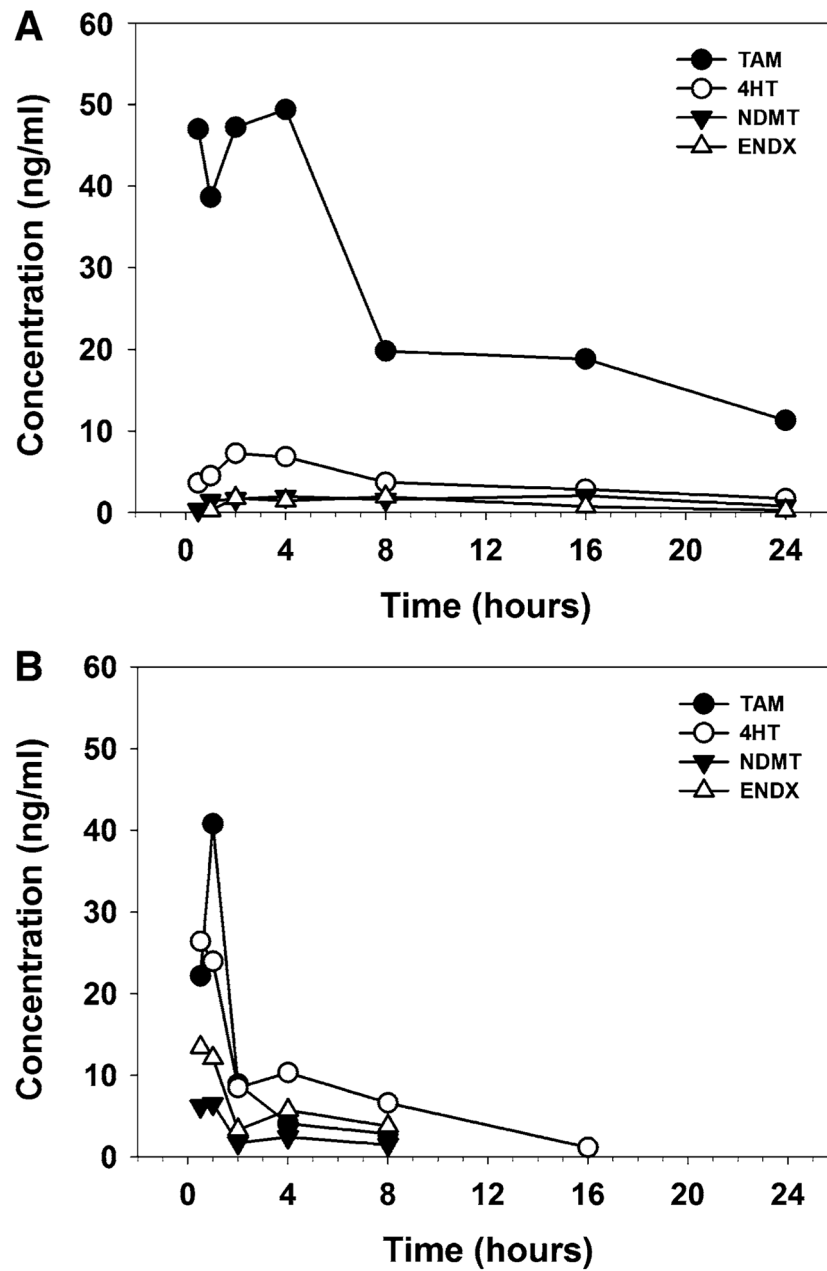 A
60
50
40
30
20
10
0
Concentration (ng/ml)
TAM
4HT
NDMT
ENDX
0 4 8 12 16 20 24
Time (hours)
B
60
50
40
30
20
10
0
Concentration (ng/ml)
TAM
4HT
NDMT
ENDX
0 4 8 12 16 20 24
Time (hours)